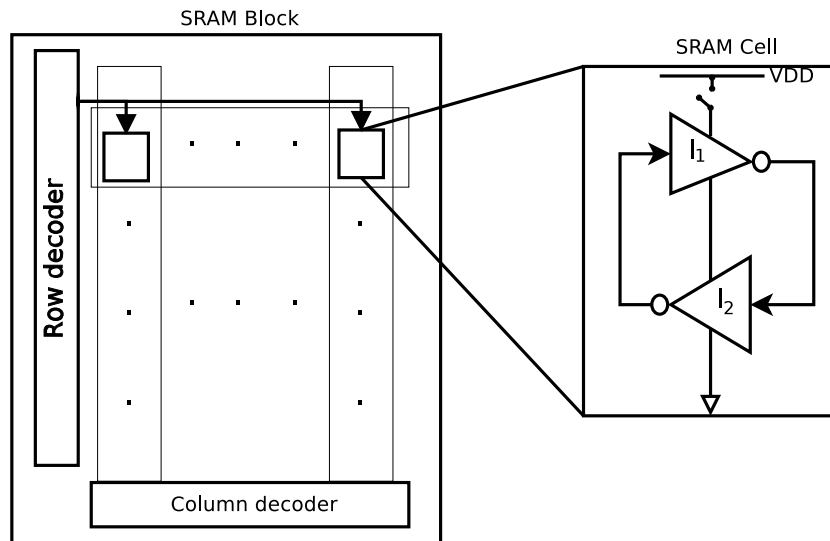 SRAM Block
SRAM Cell
VDD
I1
I2
Row decoder
Column decoder